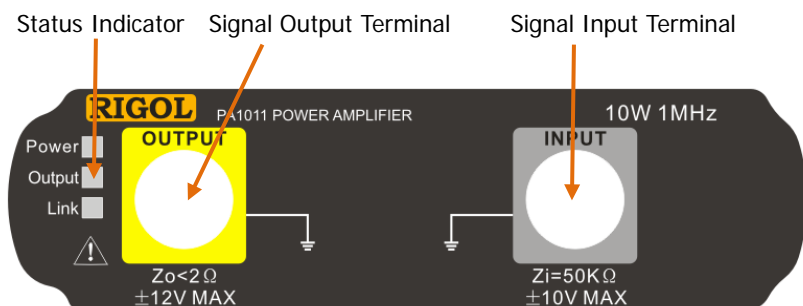 Status Indicator Signal Output Terminal Signal Input Terminal
RIGOL PA1011 POWER AMPLIFIER 10W 1MHz
Power
Output
Link
OUTPUT
INPUT
Zo<2Ω
±12V MAX
Zi=50KΩ
±10V MAX